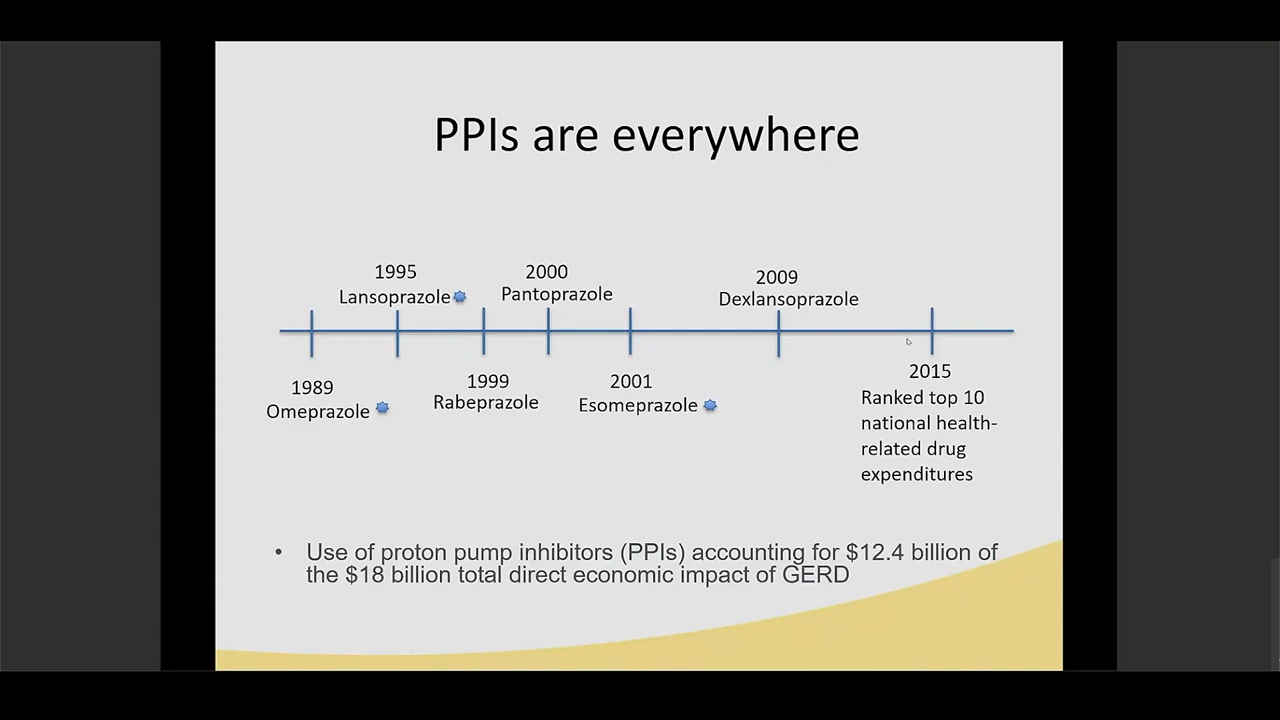 PPIs are everywhere
1995
Lansoprazole
2000
Pantoprazole
2009
Dexlansoprazole
1989
Omeprazole
1999
Rabeprazole
2001
Esomeprazole
2015
Ranked top 10
national health-
related drug
expenditures
• Use of proton pump inhibitors (PPIs) accounting for $12.4 billion of
the $18 billion total direct economic impact of GERD